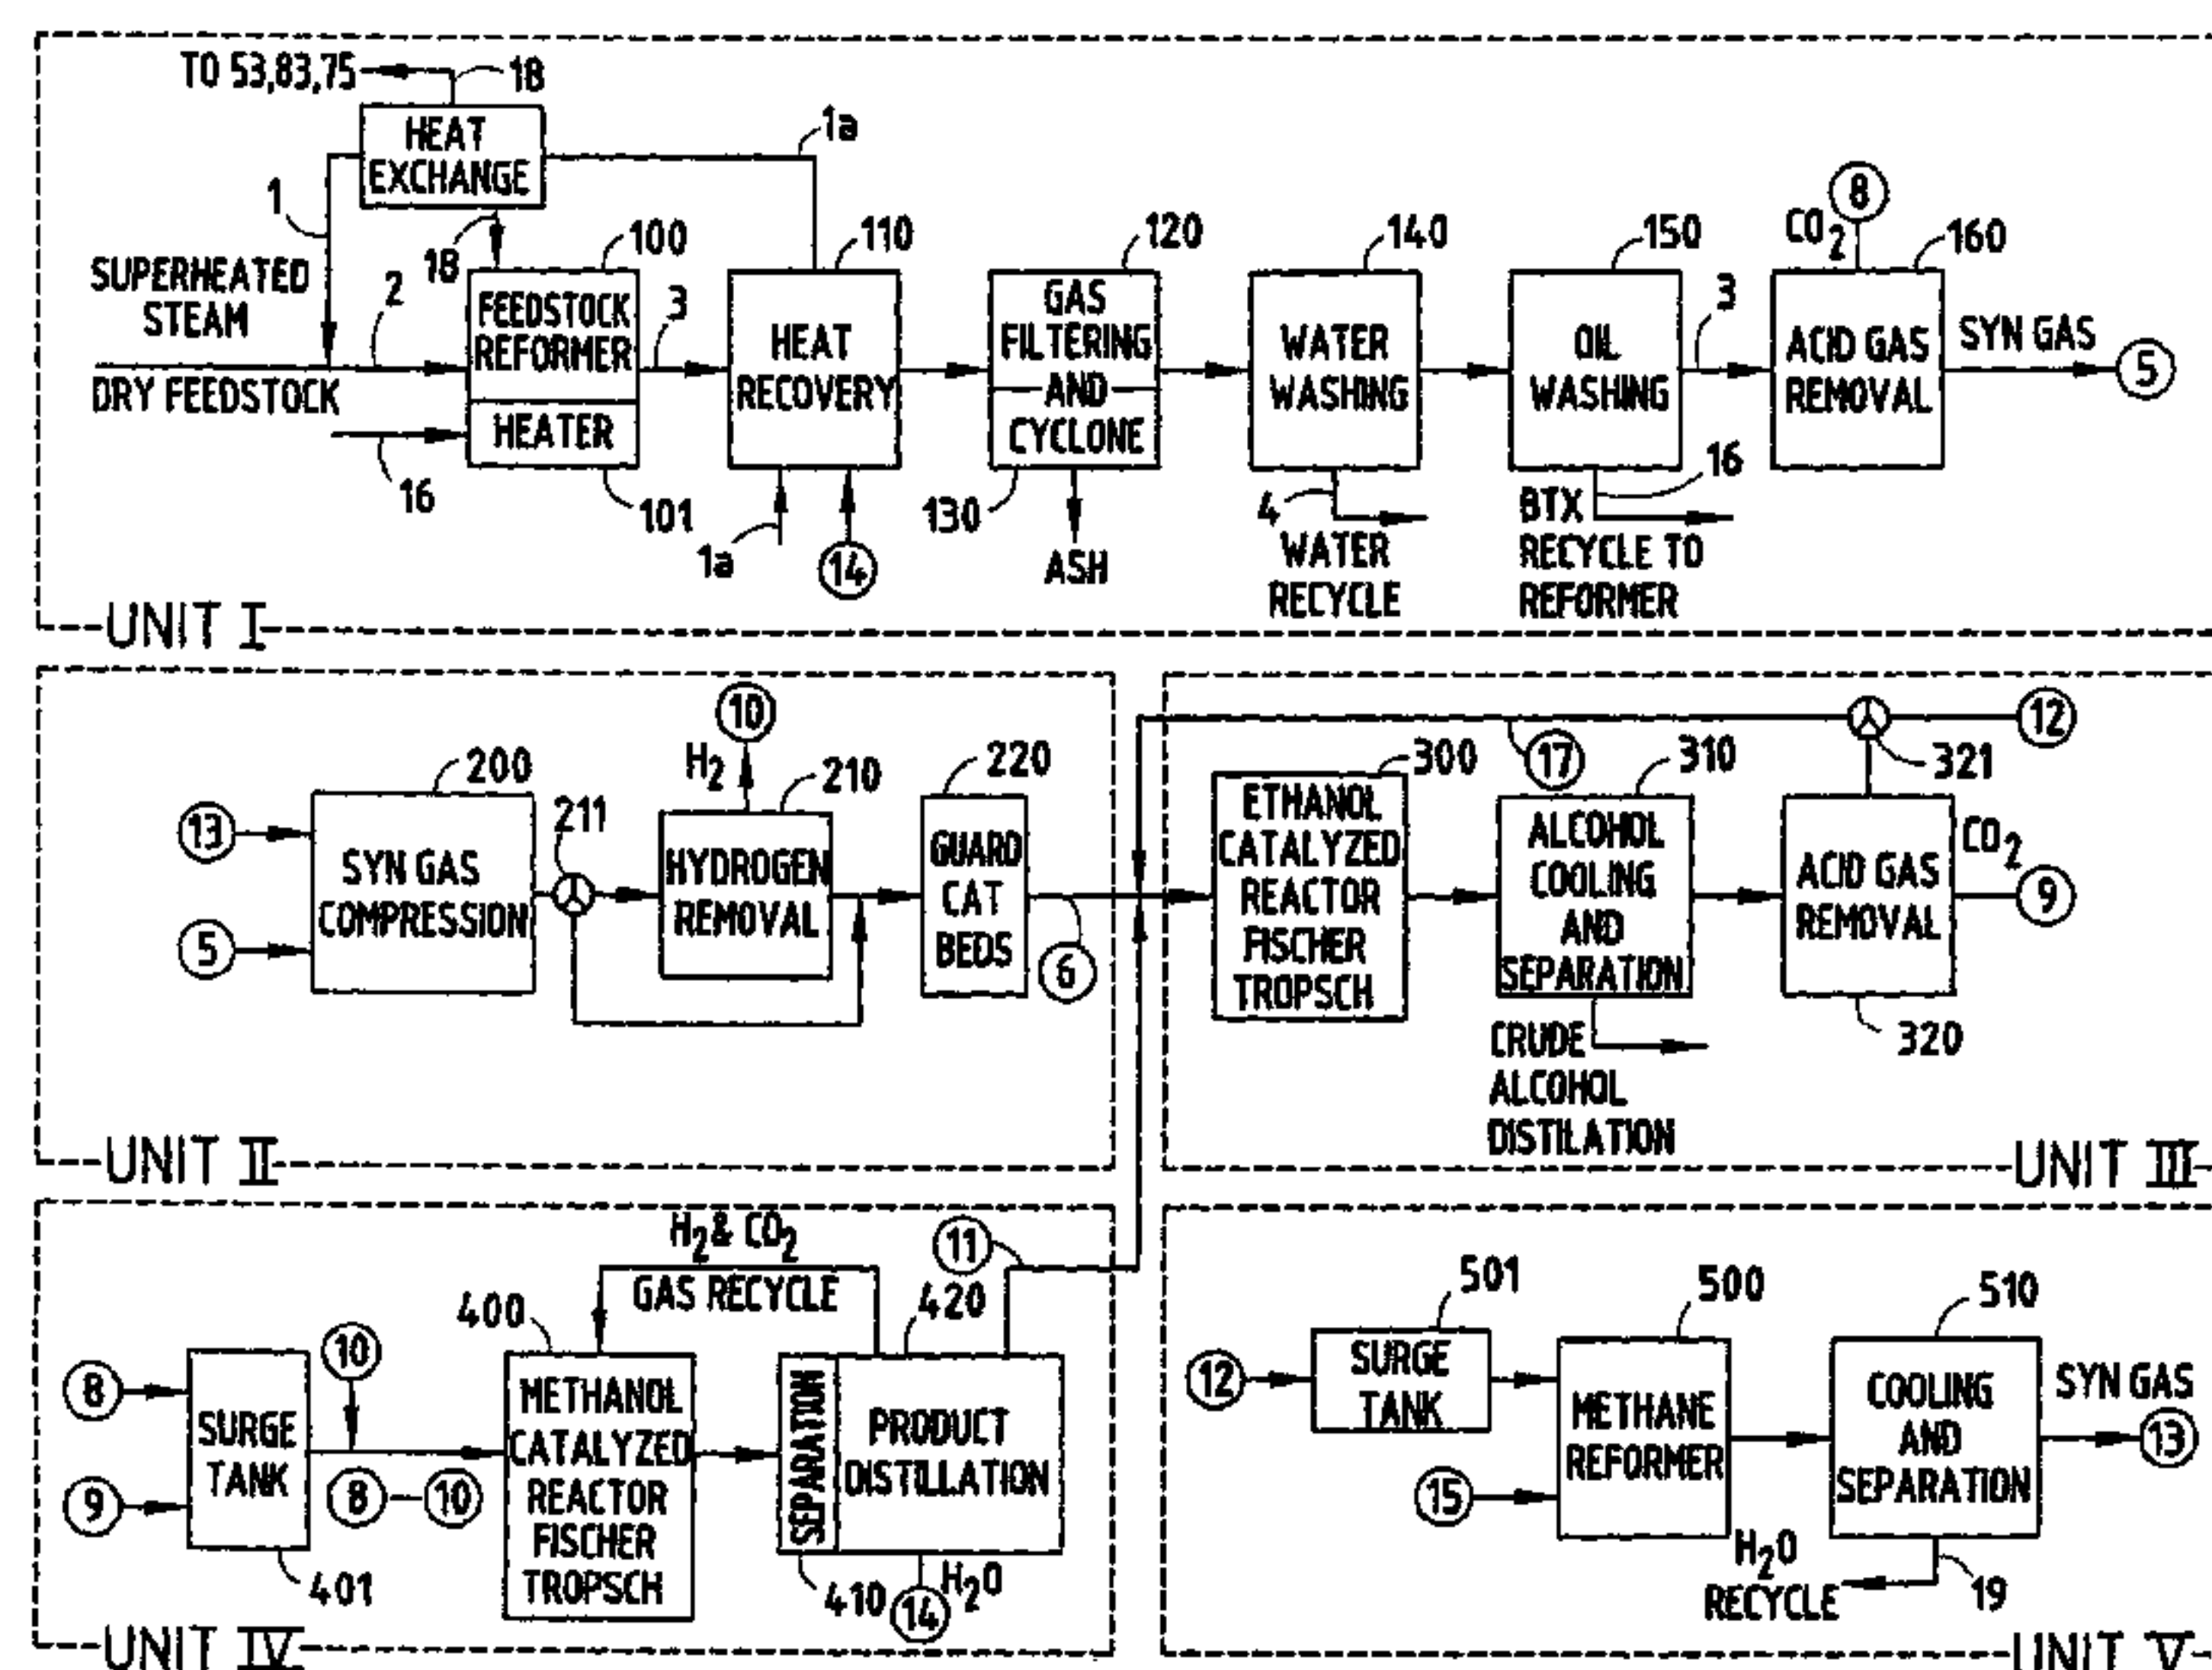 TO 53,83,75
18
HEAT
EXCHANGE
1a
1
18
SUPERHEATED
STEAM
2
DRY FEEDSTOCK
16
100
FEEDSTOCK
REFORMER
HEATER
101
3
110
HEAT
RECOVERY
1a
14
120
GAS
FILTERING
AND
CYCLONE
130
ASH
140
WATER
WASHING
4
WATER
RECYCLE
150
OIL
WASHING
16
BTX
RECYCLE TO
REFORMER
3
8
CO2
160
ACID GAS
REMOVAL
SYN GAS
5
UNIT I
13
5
200
SYN GAS
COMPRESSION
211
10
H2
210
HYDROGEN
REMOVAL
220
GUARD
CAT
BEDS
6
UNIT II
17
12
321
300
ETHANOL
CATALYZED
REACTOR
FISCHER
TROPSCH
310
ALCOHOL
COOLING
AND
SEPARATION
CRUDE
ALCOHOL
DISTILATION
ACID GAS
REMOVAL
320
CO2
9
UNIT III
8
9
SURGE
TANK
401
10
8-10
400
METHANOL
CATALYZED
REACTOR
FISCHER
TROPSCH
H2& CO2
GAS RECYCLE
11
420
SEPARATION
PRODUCT
DISTILLATION
410
14
H2O
UNIT IV
12
501
SURGE
TANK
15
500
METHANE
REFORMER
510
COOLING
AND
SEPARATION
SYN GAS
13
H2O
RECYCLE
19
UNIT V